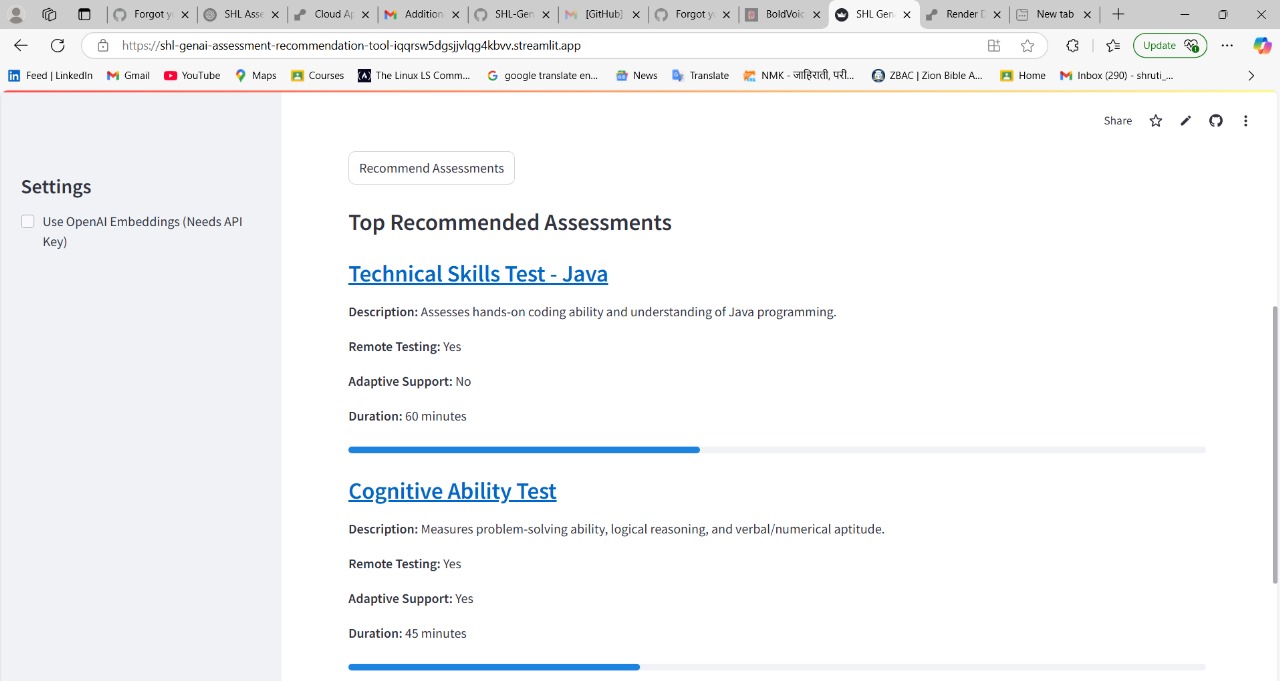 Forgot y
SHL Asse
Cloud Ap
Addition
SHL-Gen
[GitHub]
Forgot y
BoldVoic
SHL Gen
Render D
New tab
https://shl-genai-assessment-recommendation-tool-iqqrsw5dgsjjvlqg4kbvv.streamlit.app
Update
Feed | LinkedIn
Gmail
YouTube
Maps
Courses
The Linux LS Comm...
google translate en...
News
Translate
NMK - जाहिराती, परी...
ZBAC | Zion Bible A...
Home
Inbox (290) - shruti_...
Share
Settings
Use OpenAI Embeddings (Needs API
Key)
Recommend Assessments
Top Recommended Assessments
Technical Skills Test - Java
Description: Assesses hands-on coding ability and understanding of Java programming.
Remote Testing: Yes
Adaptive Support: No
Duration: 60 minutes
Cognitive Ability Test
Description: Measures problem-solving ability, logical reasoning, and verbal/numerical aptitude.
Remote Testing: Yes
Adaptive Support: Yes
Duration: 45 minutes